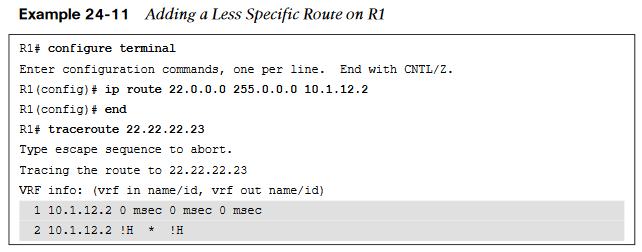 Example 24-11 Adding a Less Specific Route on R1
R1# configure terminal
Enter configuration commands, one per line. End with CNTL/Z.
R1(config)# ip route 22.0.0.0 255.0.0.0 10.1.12.2
R1(config)# end
R1# traceroute 22.22.22.23
Type escape sequence to abort.
Tracing the route to 22.22.22.23
VRF info: (vrf in name/id, vrf out name/id)
1 10.1.12.2 0 msec 0 msec 0 msec
2 10.1.12.2 !H * !H